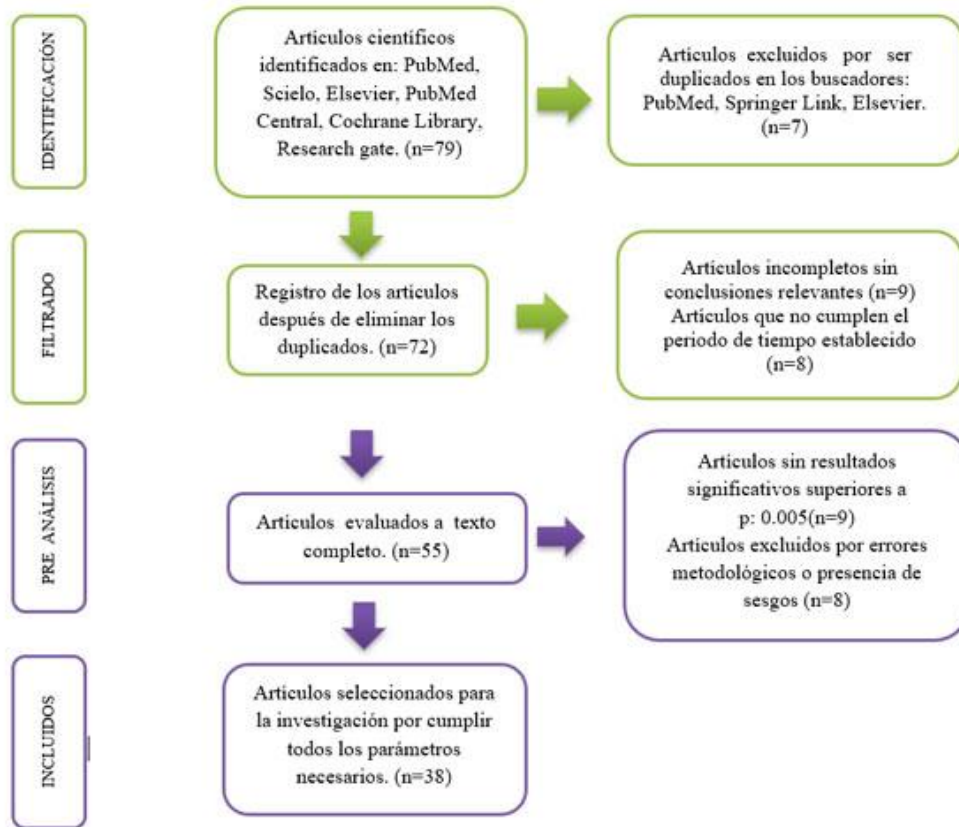 IDENTIFICACIÓN
Artículos científicos
identificados en: PubMed,
Scielo, Elsevier, PubMed
Central, Cochrane Library,
Research gate. (n=79)
Artículos excluidos por ser
duplicados en los buscadores:
PubMed, Springer Link, Elsevier.
(n=7)
FILTRADO
Registro de los artículos
después de eliminar los
duplicados. (n=72)
Artículos incompletos sin
conclusiones relevantes (n=9)
Artículos que no cumplen el
periodo de tiempo establecido
(n=8)
PRE ANÁLISIS
Artículos evaluados a texto
completo. (n=55)
Artículos sin resultados
significativos superiores a
p: 0.005(n=9)
Artículos excluidos por errores
metodológicos o presencia de
sesgos (n=8)
INCLUIDOS
Artículos seleccionados para
la investigación por cumplir
todos los parámetros
necesarios. (n=38)